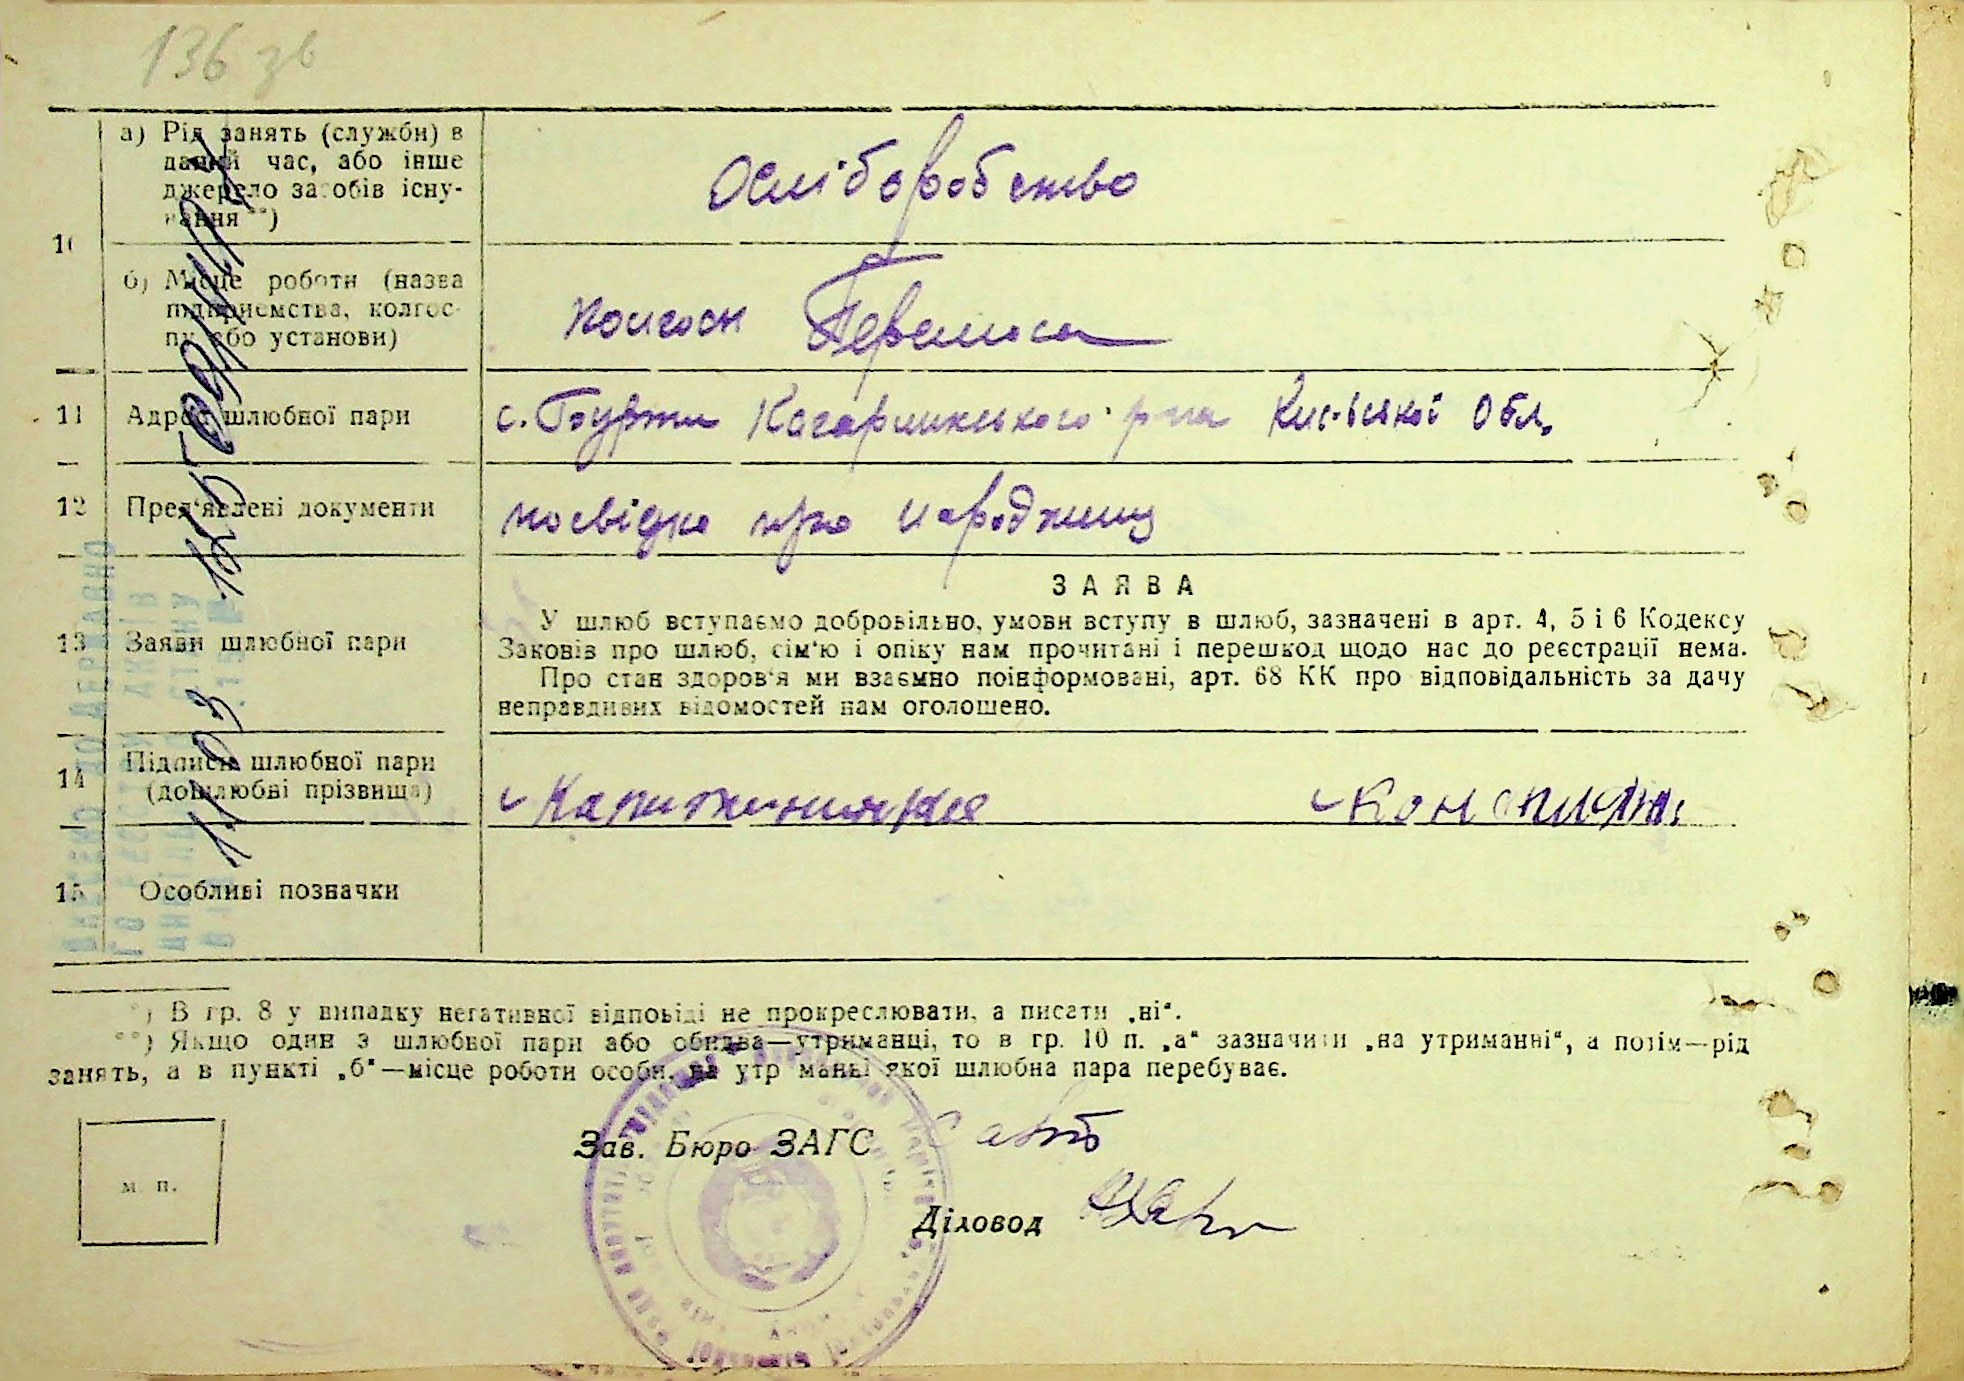 136 зв
а) Рід занять (служби) в
даний час, або інше
джерело засобів існу-
вання **)
Хліборобство
10
б) Місце роботи (назва
підприємства, колгос-
пу або установи)
колгосп Перемога
11 Адрес шлюбної пари
с. Гоурти Кагарлицького р-на Київської Обл.
12 Пред'явлені документи
посвідка про народження
ЗАЯВА
13 Заяви шлюбної пари
У шлюб вступаємо добровільно, умови вступу в шлюб, зазначені в арт. 4, 5 і 6 Кодексу
Законів про шлюб, сім'ю і опіку нам прочитані і перешкод щодо нас до реєстрації нема.
Про стан здоров'я ми взаємно поінформовані, арт. 68 КК про відповідальність за дачу
неправдивих відомостей нам оголошено.
14 Підписи шлюбної пари
(дошлюбні прізвища)
15 Особливі позначки
*) В гр. 8 у випадку негативної відповіді не прокреслювати, а писати „ні“.
**) Якщо один з шлюбної пари або обидва—утриманці, то в гр. 10 п. „а“ зазначити „на утриманні“, а потім—рід
занять, а в пункті „б“—місце роботи особи, на утриманні якої шлюбна пара перебуває.
Зав. Бюро ЗАГС
м. п.
Діловод